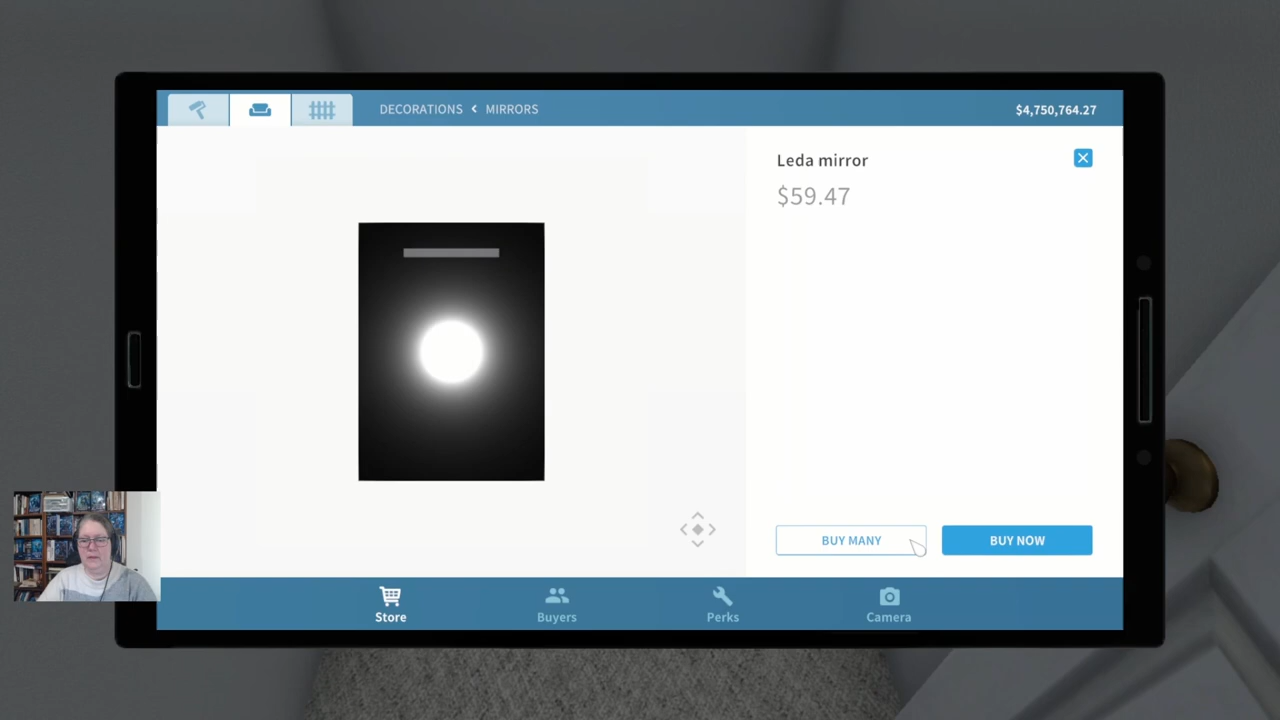 DECORATIONS < MIRRORS
$4,750,764.27
Leda mirror
$59.47
BUY MANY
BUY NOW
Store
Buyers
Perks
Camera